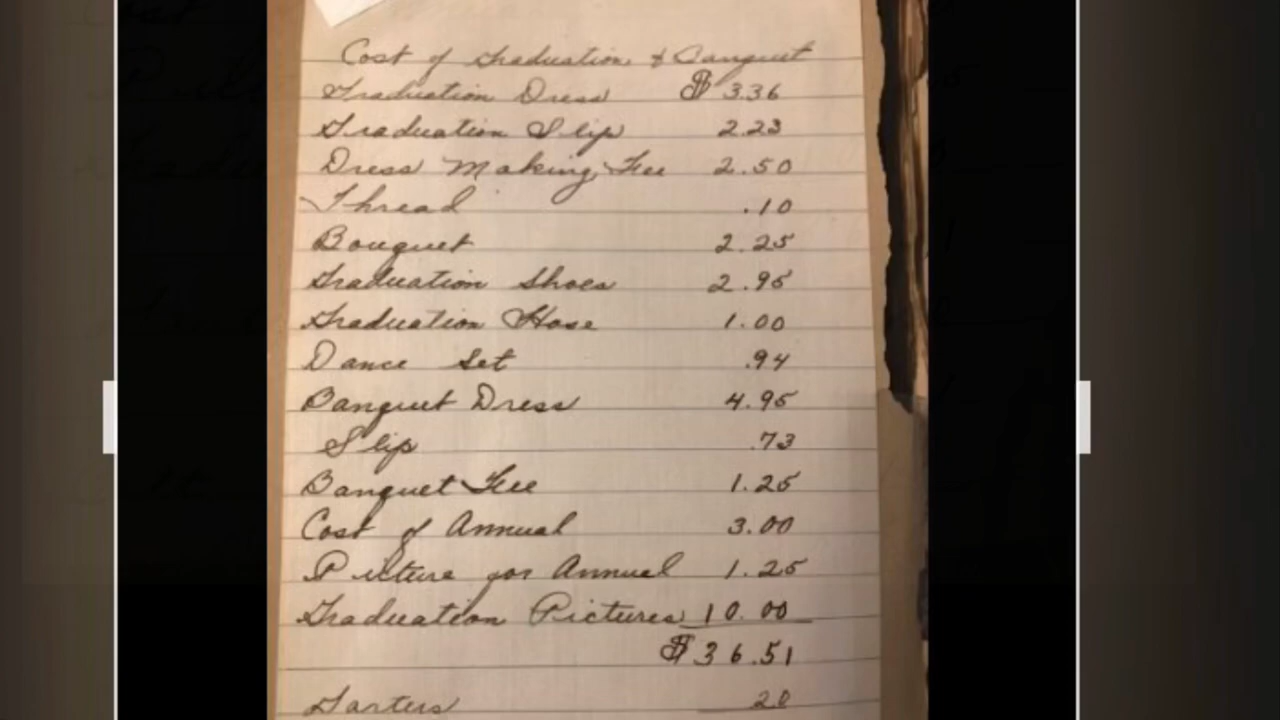 Cost of Graduation & Banquet
Graduation Dress $3.36
Graduation Slip 2.23
Dress Making Fee 2.50
Thread .10
Bouquet 2.25
Graduation Shoes 2.95
Graduation Hose 1.00
Dance Set .94
Banquet Dress 4.95
Slip .73
Banquet Fee 1.25
Cost of Annual 3.00
Picture for Annual 1.25
Graduation Pictures 10.00
$36.51
Garters 20